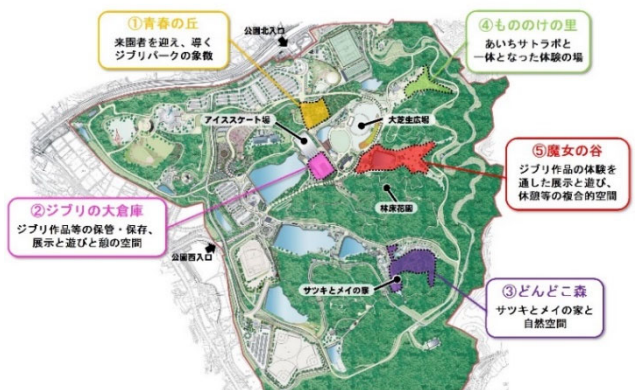 ①青春の丘
来園者を迎え、導く
ジブリパークの象徴
公園北入口
④もののけの里
あいちサトラボと
一体となった体験の場
アイススケート場
大芝生広場
⑤魔女の谷
ジブリ作品の体験を
通した展示と遊び、
休憩等の複合的空間
②ジブリの大倉庫
ジブリ作品等の保管・保存、
展示と遊びと憩の空間
林床花園
公園西入口
サツキとメイの家
③どんどこ森
サツキとメイの家と
自然空間